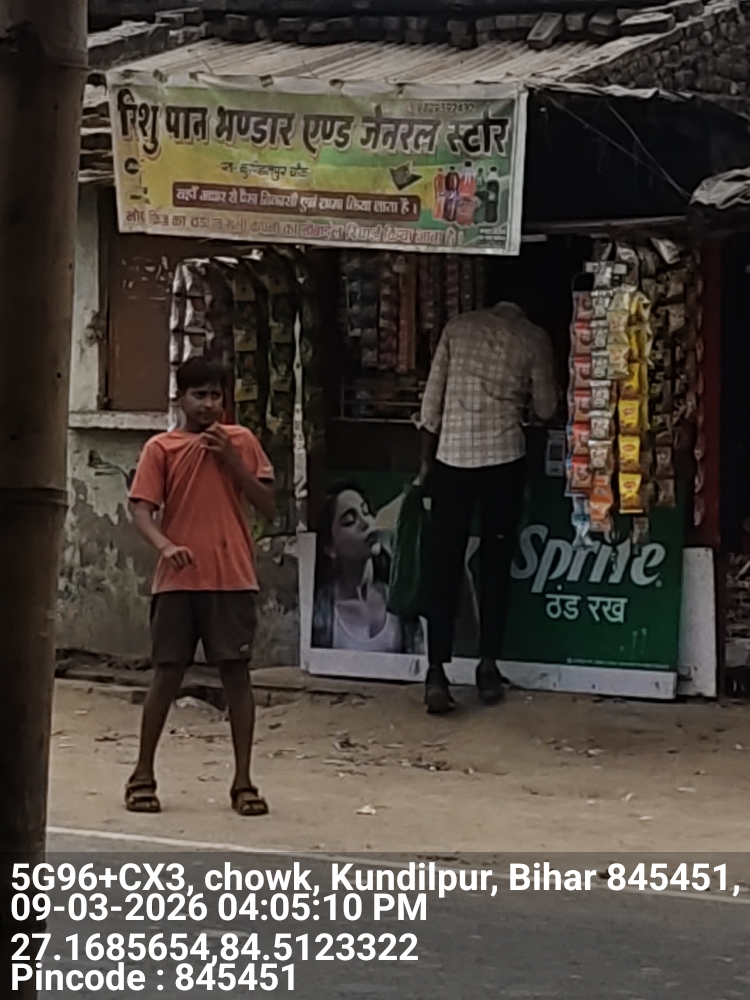 रिशु पान भण्डार एण्ड जेनरल स्टोर
यहाँ आधार से पैसा निकासी एवं जामा किया जाता है।
Sprite
ठंड रख
5G96+CX3, chowk, Kundilpur, Bihar 845451,
09-03-2026 04:05:10 PM
27.1685654,84.5123322
Pincode : 845451